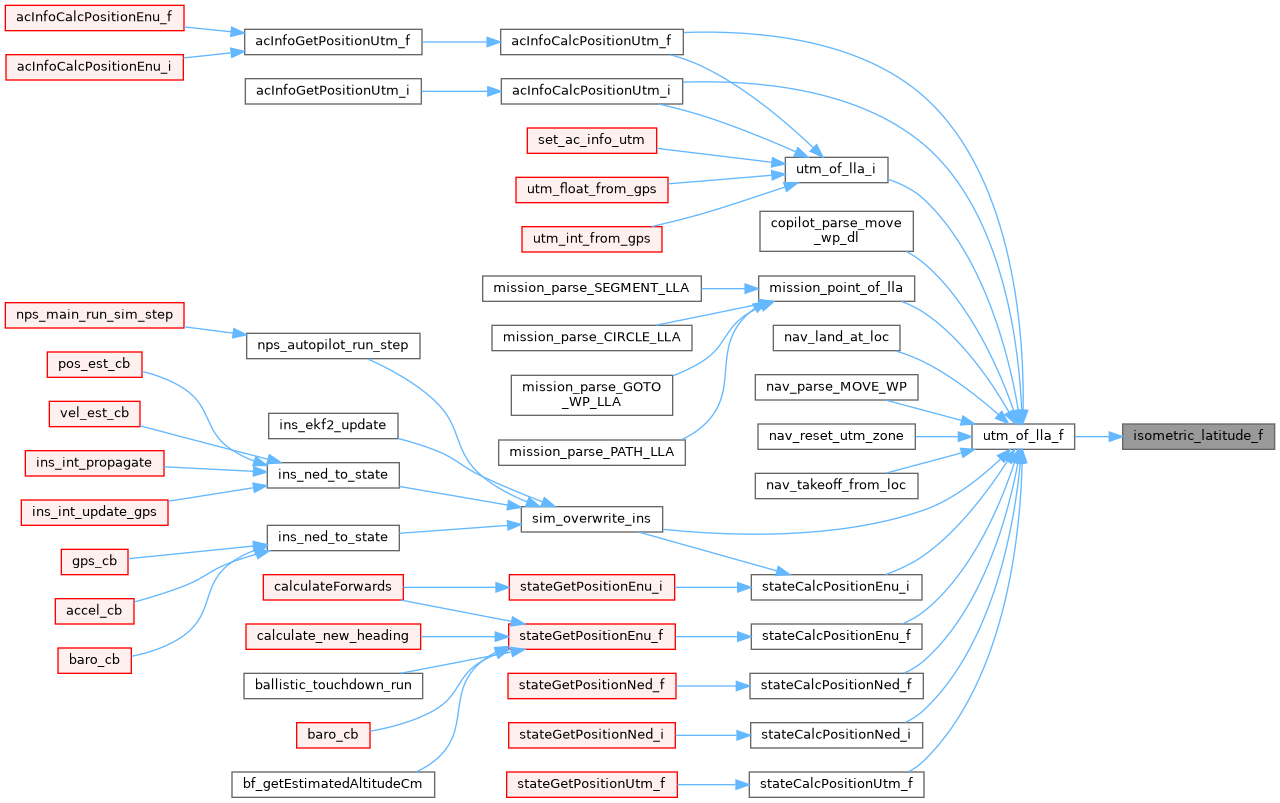 acInfoCalcPositionEnu_f
acInfoCalcPositionEnu_i
acInfoGetPositionUtm_f
acInfoCalcPositionUtm_f
acInfoGetPositionUtm_i
acInfoCalcPositionUtm_i
set_ac_info_utm
utm_float_from_gps
utm_int_from_gps
utm_of_lla_i
copilot_parse_move
_wp_dl
mission_parse_SEGMENT_LLA
mission_point_of_lla
mission_parse_CIRCLE_LLA
nav_land_at_loc
mission_parse_GOTO
_WP_LLA
nav_parse_MOVE_WP
mission_parse_PATH_LLA
nav_reset_utm_zone
nav_takeoff_from_loc
utm_of_lla_f
isometric_latitude_f
nps_main_run_sim_step
nps_autopilot_run_step
pos_est_cb
vel_est_cb
ins_ekf2_update
ins_int_propagate
ins_ned_to_state
ins_int_update_gps
sim_overwrite_ins
ins_ned_to_state
gps_cb
accel_cb
baro_cb
calculateForwards
stateGetPositionEnu_i
stateCalcPositionEnu_i
calculate_new_heading
stateGetPositionEnu_f
stateCalcPositionEnu_f
ballistic_touchdown_run
stateGetPositionNed_f
stateCalcPositionNed_f
baro_cb
stateGetPositionNed_i
stateCalcPositionNed_i
bf_getEstimatedAltitudeCm
stateGetPositionUtm_f
stateCalcPositionUtm_f